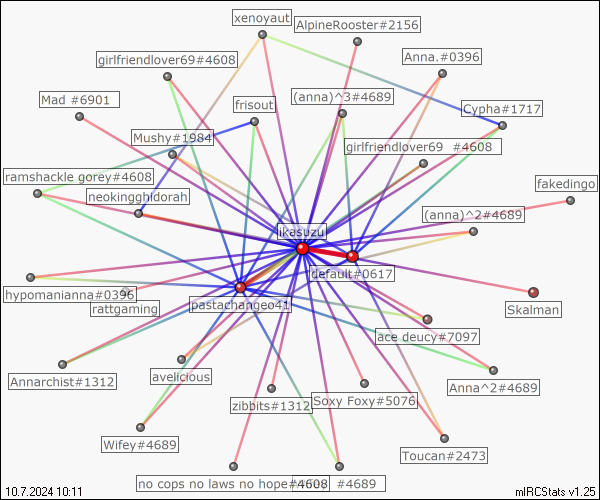 xenoyaut
AlpineRooster#2156
girlfriendlover69#4608
Anna.#0396
Mad #6901
frisout
(anna)^3#4689
Cypha#1717
Mushy#1984
girlfriendlover69 #4608
ramshackle gorey#4608
fakedingo
neokingghidorah
(anna)^2#4689
ikasuzu
default#0617
hypomanianna#0396
rattgaming
pastachangeo41
Skalman
ace deucy#7097
Annarchist#1312
avelicious
Anna^2#4689
zibbits#1312
Soxy Foxy#5076
Wifey#4689
Toucan#2473
no cops no laws no hope#4608
#4689
10.7.2024 10:11
mIRCStats v1.25